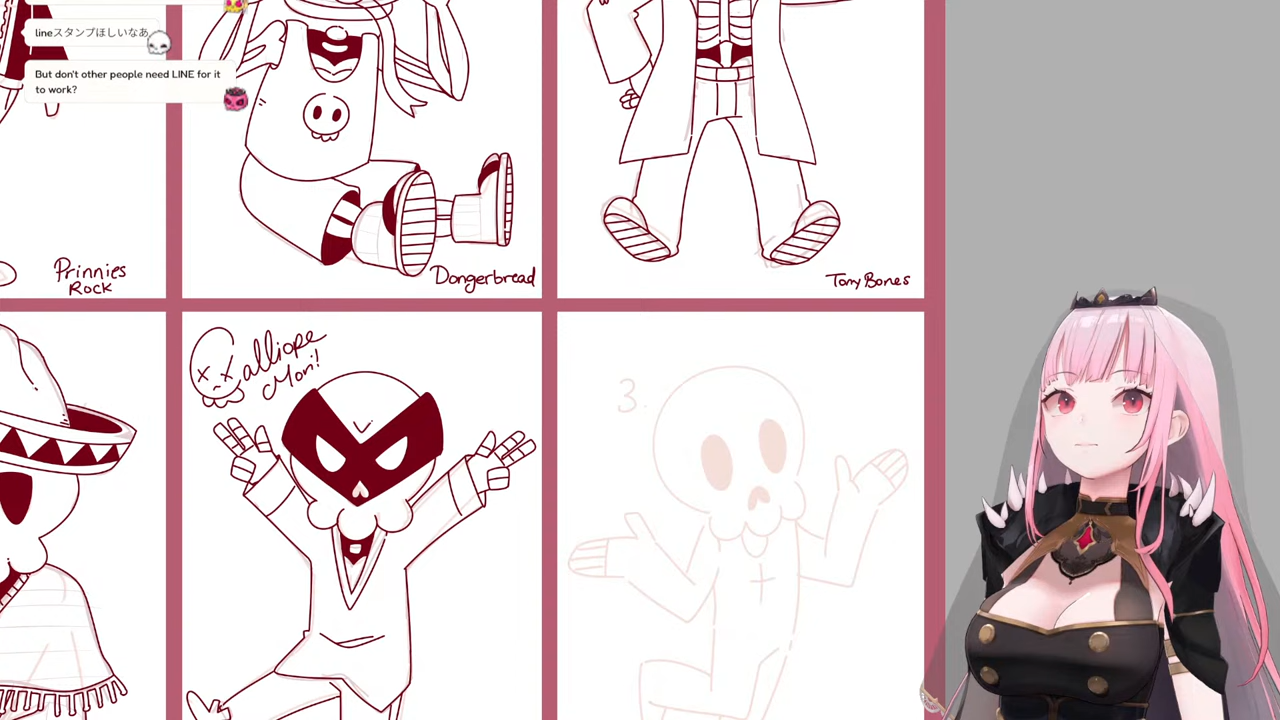 lineスタンプほしいなあ
But don't other people need LINE for it
to work?
Prinnies
Rock
Dongerbread
Tony Bones
Calliope
Mori!
3.